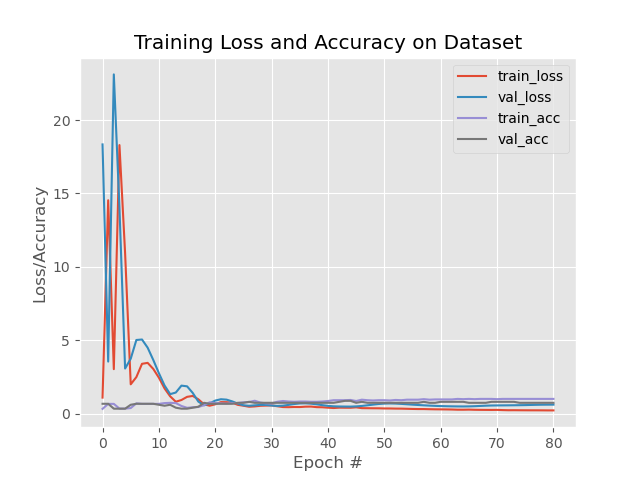 Training Loss and Accuracy on Dataset
train_loss
val_loss
train_acc
val_acc
Loss/Accuracy
20
15
10
5
0
0 10 20 30 40 50 60 70 80
Epoch #